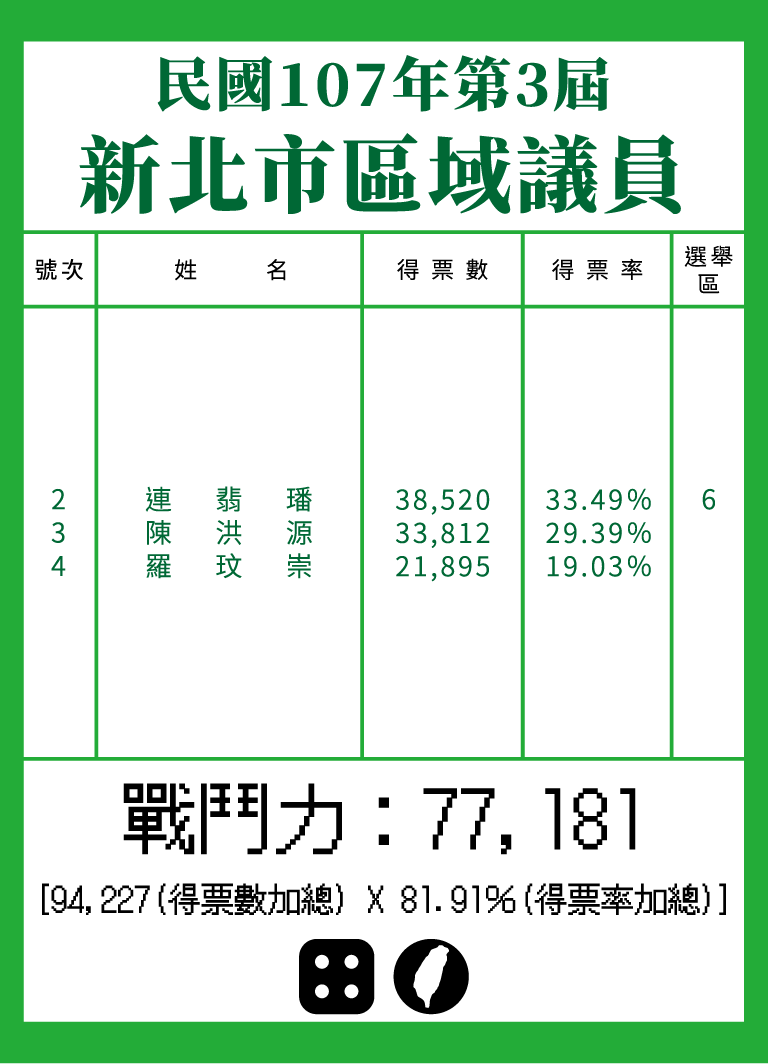 民國107年第3屆
新北市區域議員
號次 姓名 得票數 得票率 選舉區
2 連翡璠 38,520 33.49% 6
3 陳洪源 33,812 29.39%
4 羅玟崇 21,895 19.03%
戰鬥力：77,181
[94,227(得票數加總) X 81.91%(得票率加總)]